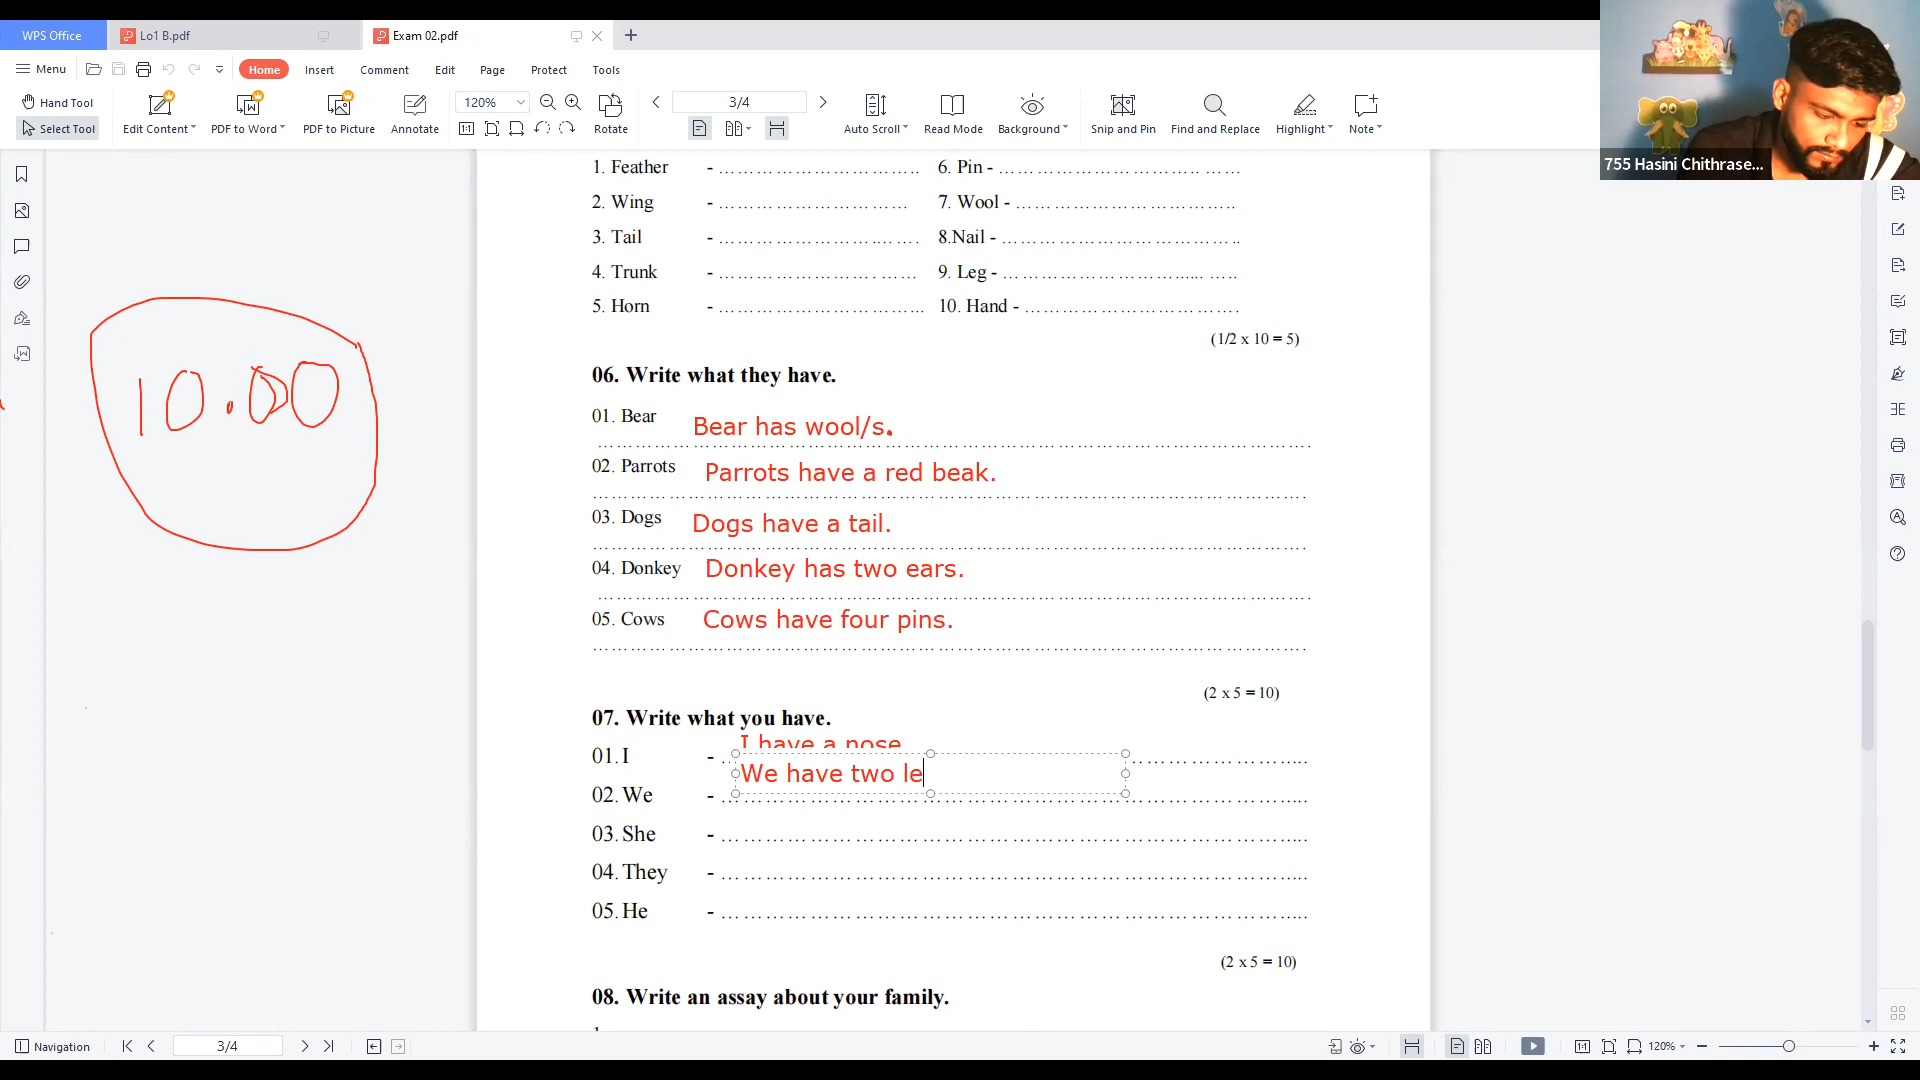 WPS Office
Lo1 B.pdf
Exam 02.pdf
Menu
Home
Insert
Comment
Edit
Page
Protect
Tools
Hand Tool
Select Tool
Edit Content
PDF to Word
PDF to Picture
Annotate
120%
Rotate
3/4
Auto Scroll
Read Mode
Background
Snip and Pin
Find and Replace
Highlight
Note
755 Hasini Chithrase...
1. Feather - ................................ 6. Pin - ................................
2. Wing - ................................ 7. Wool - ................................
3. Tail - ................................ 8.Nail - ................................
4. Trunk - ................................ 9. Leg - ................................
5. Horn - ................................ 10. Hand - ................................
(1/2 x 10 = 5)
10.00
06. Write what they have.
01. Bear Bear has wool/s.
02. Parrots Parrots have a red beak.
03. Dogs Dogs have a tail.
04. Donkey Donkey has two ears.
05. Cows Cows have four pins.
(2 x 5 = 10)
07. Write what you have.
I have a nose
01. I - ................................
We have two le
02. We - ................................
03. She - ................................
04. They - ................................
05. He - ................................
(2 x 5 = 10)
08. Write an assay about your family.
Navigation
3/4
120%